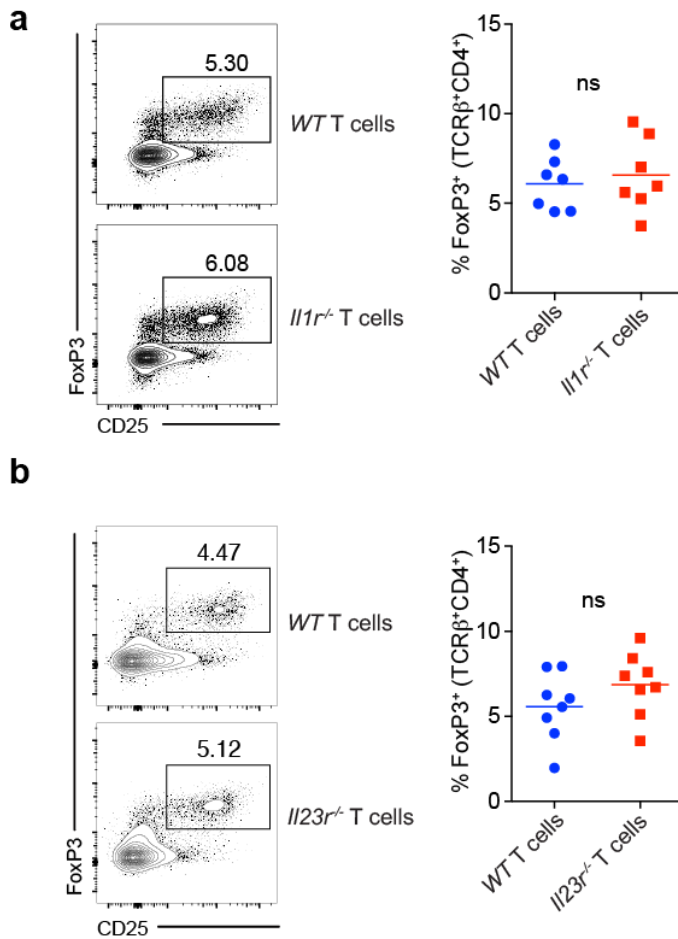 a
5.30
WT T cells
6.08
Il1r-/- T cells
FoxP3
CD25
% FoxP3+ (TCRβ+CD4+)
15
10
5
0
ns
WT T cells
Il1r-/- T cells
b
4.47
WT T cells
5.12
Il23r-/- T cells
FoxP3
CD25
% FoxP3+ (TCRβ+CD4+)
15
10
5
0
ns
WT T cells
Il23r-/- T cells